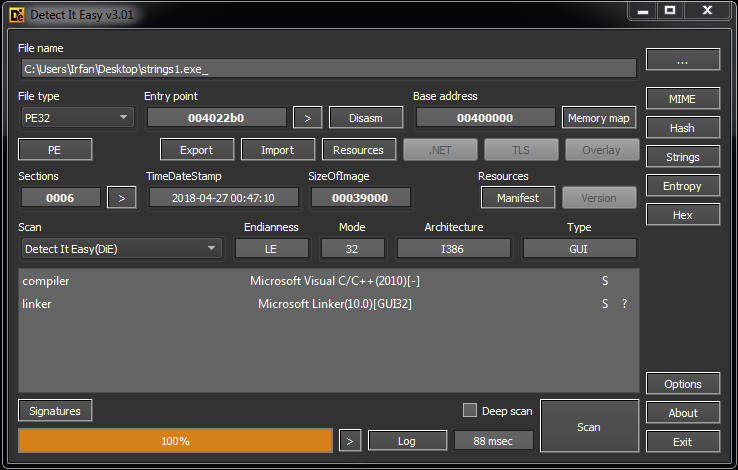 Detect It Easy v3.01
File name
C:\Users\Irfan\Desktop\strings1.exe_
...
File type Entry point Base address
PE32 004022b0 > Disasm 00400000 Memory map MIME
PE Export Import Resources .NET TLS Overlay Hash
Strings
Sections TimeDateStamp SizeOfImage Resources
0006 > 2018-04-27 00:47:10 00039000 Manifest Version Entropy
Hex
Scan Endianness Mode Architecture Type
Detect It Easy(DiE) LE 32 I386 GUI
compiler Microsoft Visual C/C++(2010)[-] S
linker Microsoft Linker(10.0)[GUI32] S ?
Options
Signatures Deep scan Scan About
100% > Log 88 msec Exit